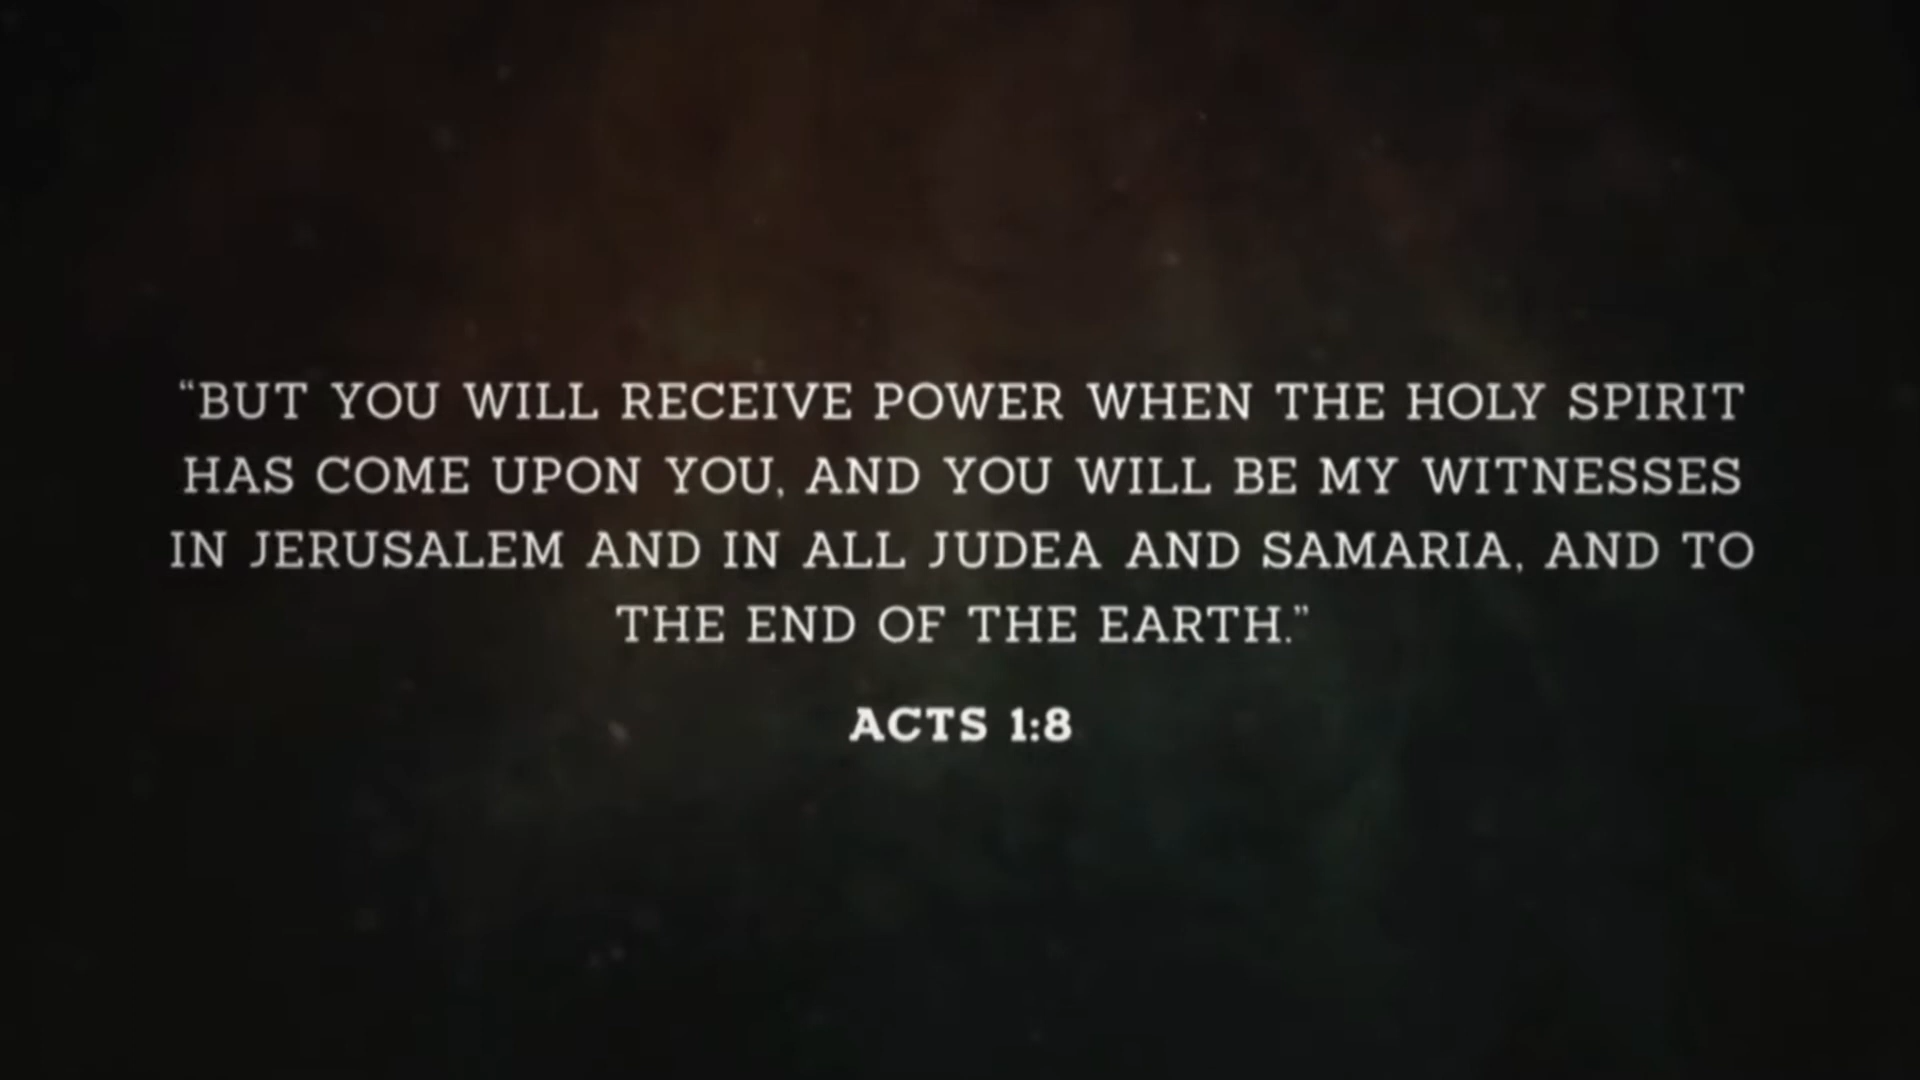 “BUT YOU WILL RECEIVE POWER WHEN THE HOLY SPIRIT
HAS COME UPON YOU, AND YOU WILL BE MY WITNESSES
IN JERUSALEM AND IN ALL JUDEA AND SAMARIA, AND TO
THE END OF THE EARTH.”
ACTS 1:8